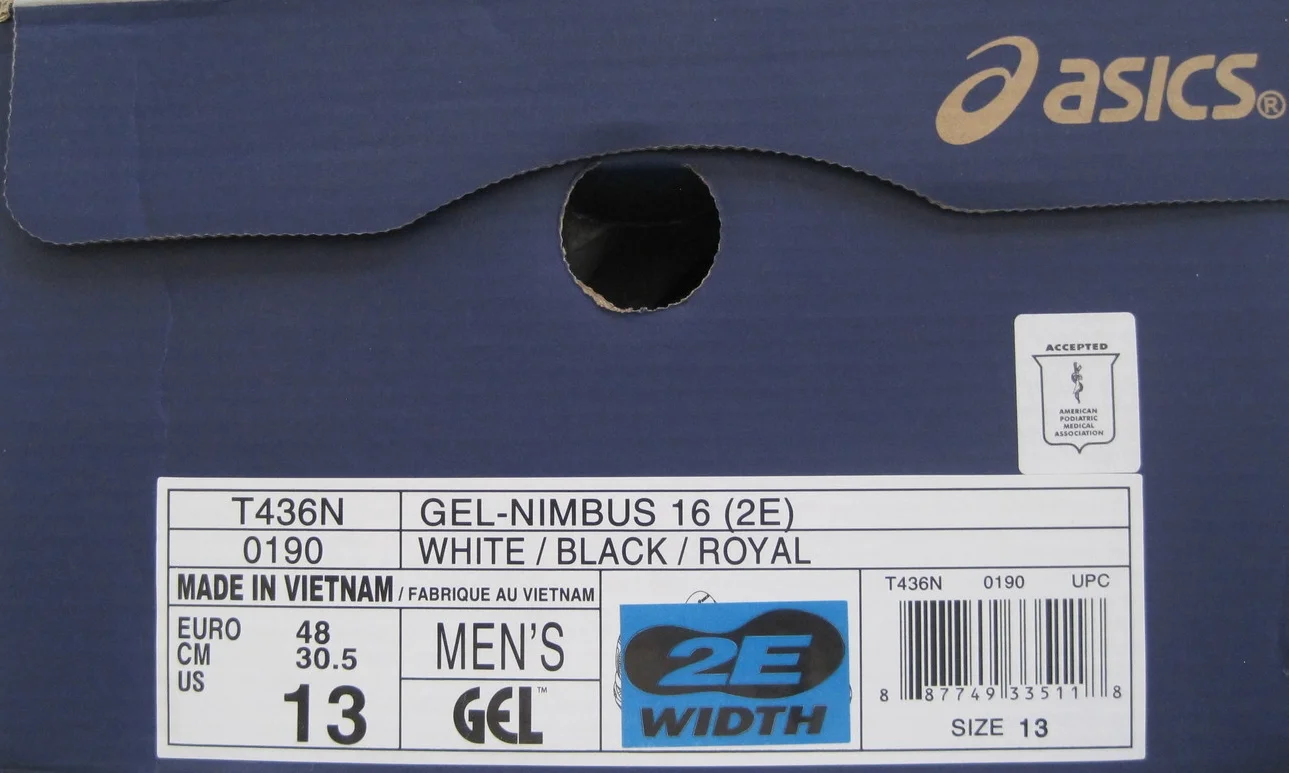 asics®
ACCEPTED
AMERICAN
PODIATRIC
MEDICAL
ASSOCIATION
T436N GEL-NIMBUS 16 (2E)
0190 WHITE / BLACK / ROYAL
MADE IN VIETNAM / FABRIQUE AU VIETNAM
EURO 48
CM 30.5
US 13
MEN'S
GEL™
2E
WIDTH
T436N 0190 UPC
8 87749 33511 8
SIZE 13